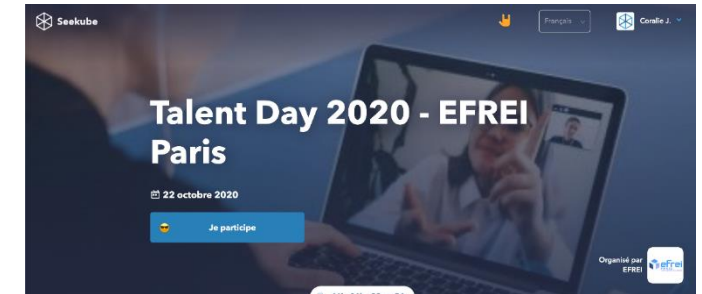 Seekube
Français
Coralie J.
Talent Day 2020 - EFREI
Paris
22 octobre 2020
Je participe
Organisé par
EFREI
efrei